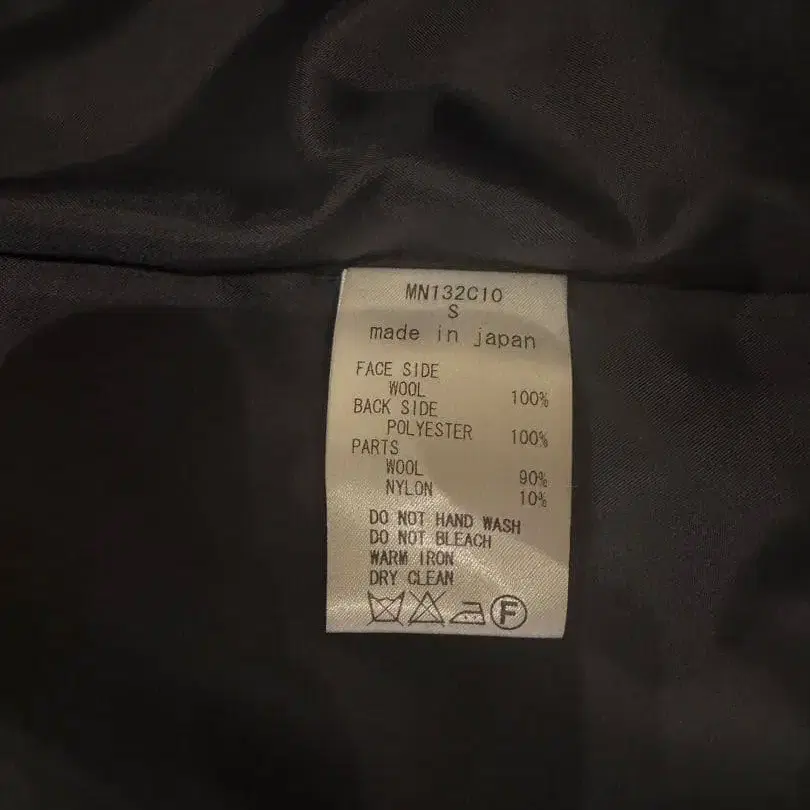 MN132C10
S
made in japan
FACE SIDE
WOOL 100%
BACK SIDE
POLYESTER 100%
PARTS
WOOL 90%
NYLON 10%
DO NOT HAND WASH
DO NOT BLEACH
WARM IRON
DRY CLEAN
F